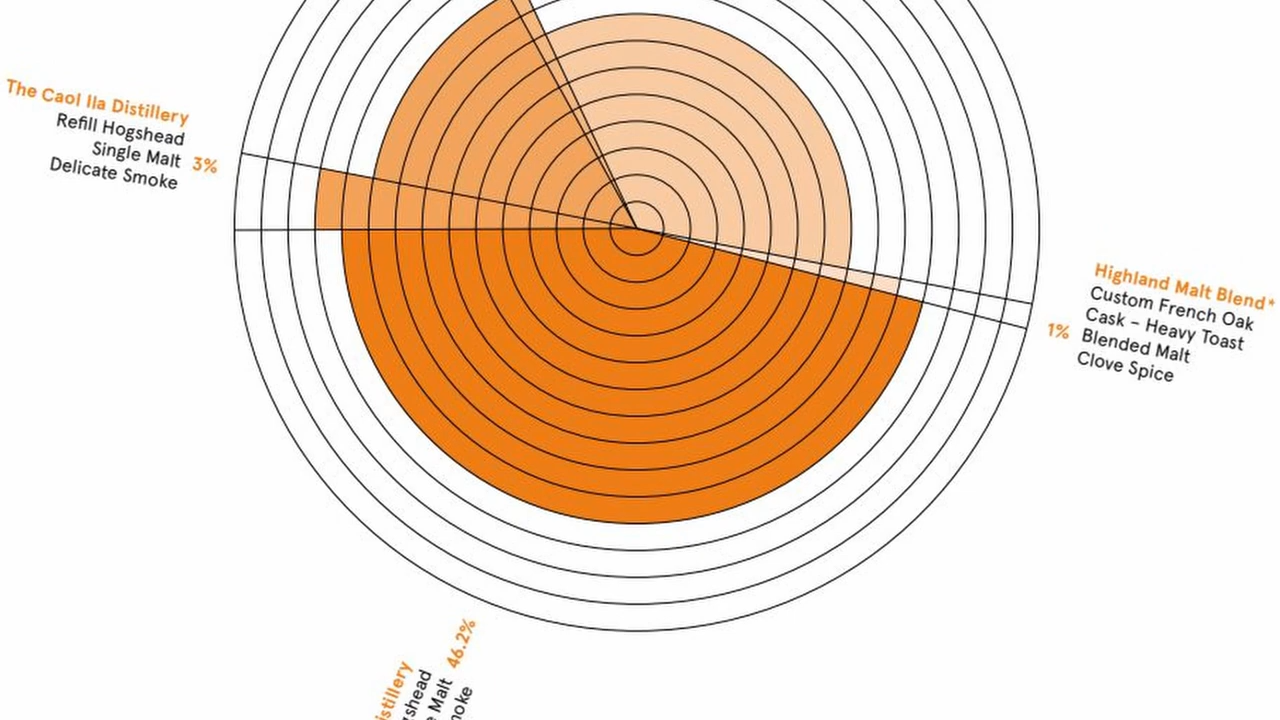 The Caol Ila Distillery
Refill Hogshead
Single Malt
Delicate Smoke
3%
Highland Malt Blend*
Custom French Oak
Cask – Heavy Toast
Blended Malt
Clove Spice
1%
46.2%
Malt